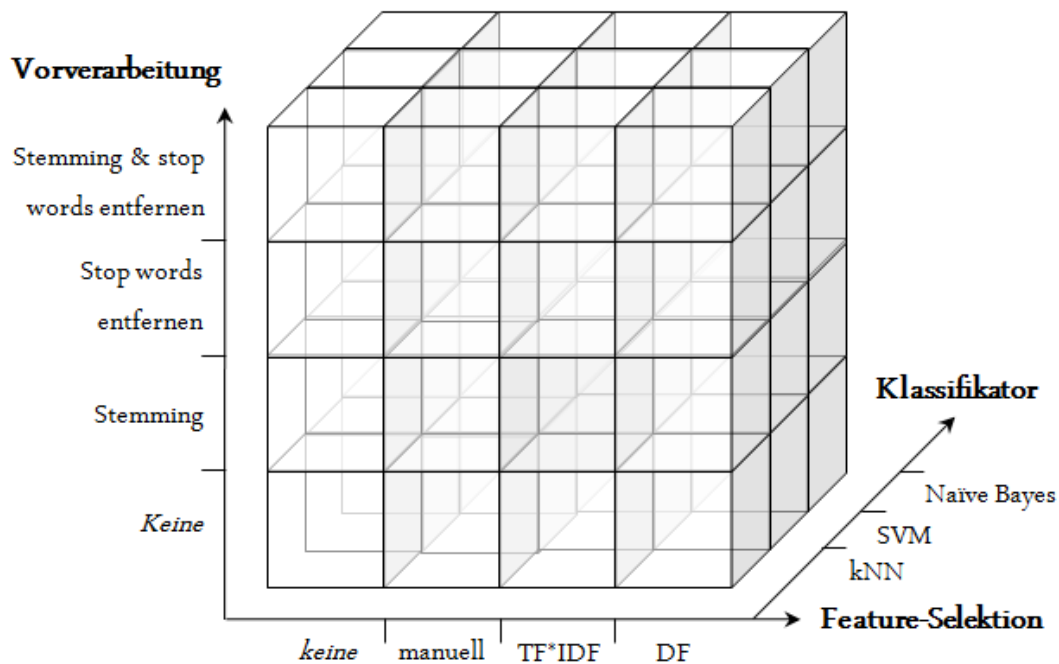 Vorverarbeitung
Stemming & stop
words entfernen
Stop words
entfernen
Stemming
Keine
Klassifikator
Naïve Bayes
SVM
kNN
Feature-Selektion
keine
manuell
TF*IDF
DF